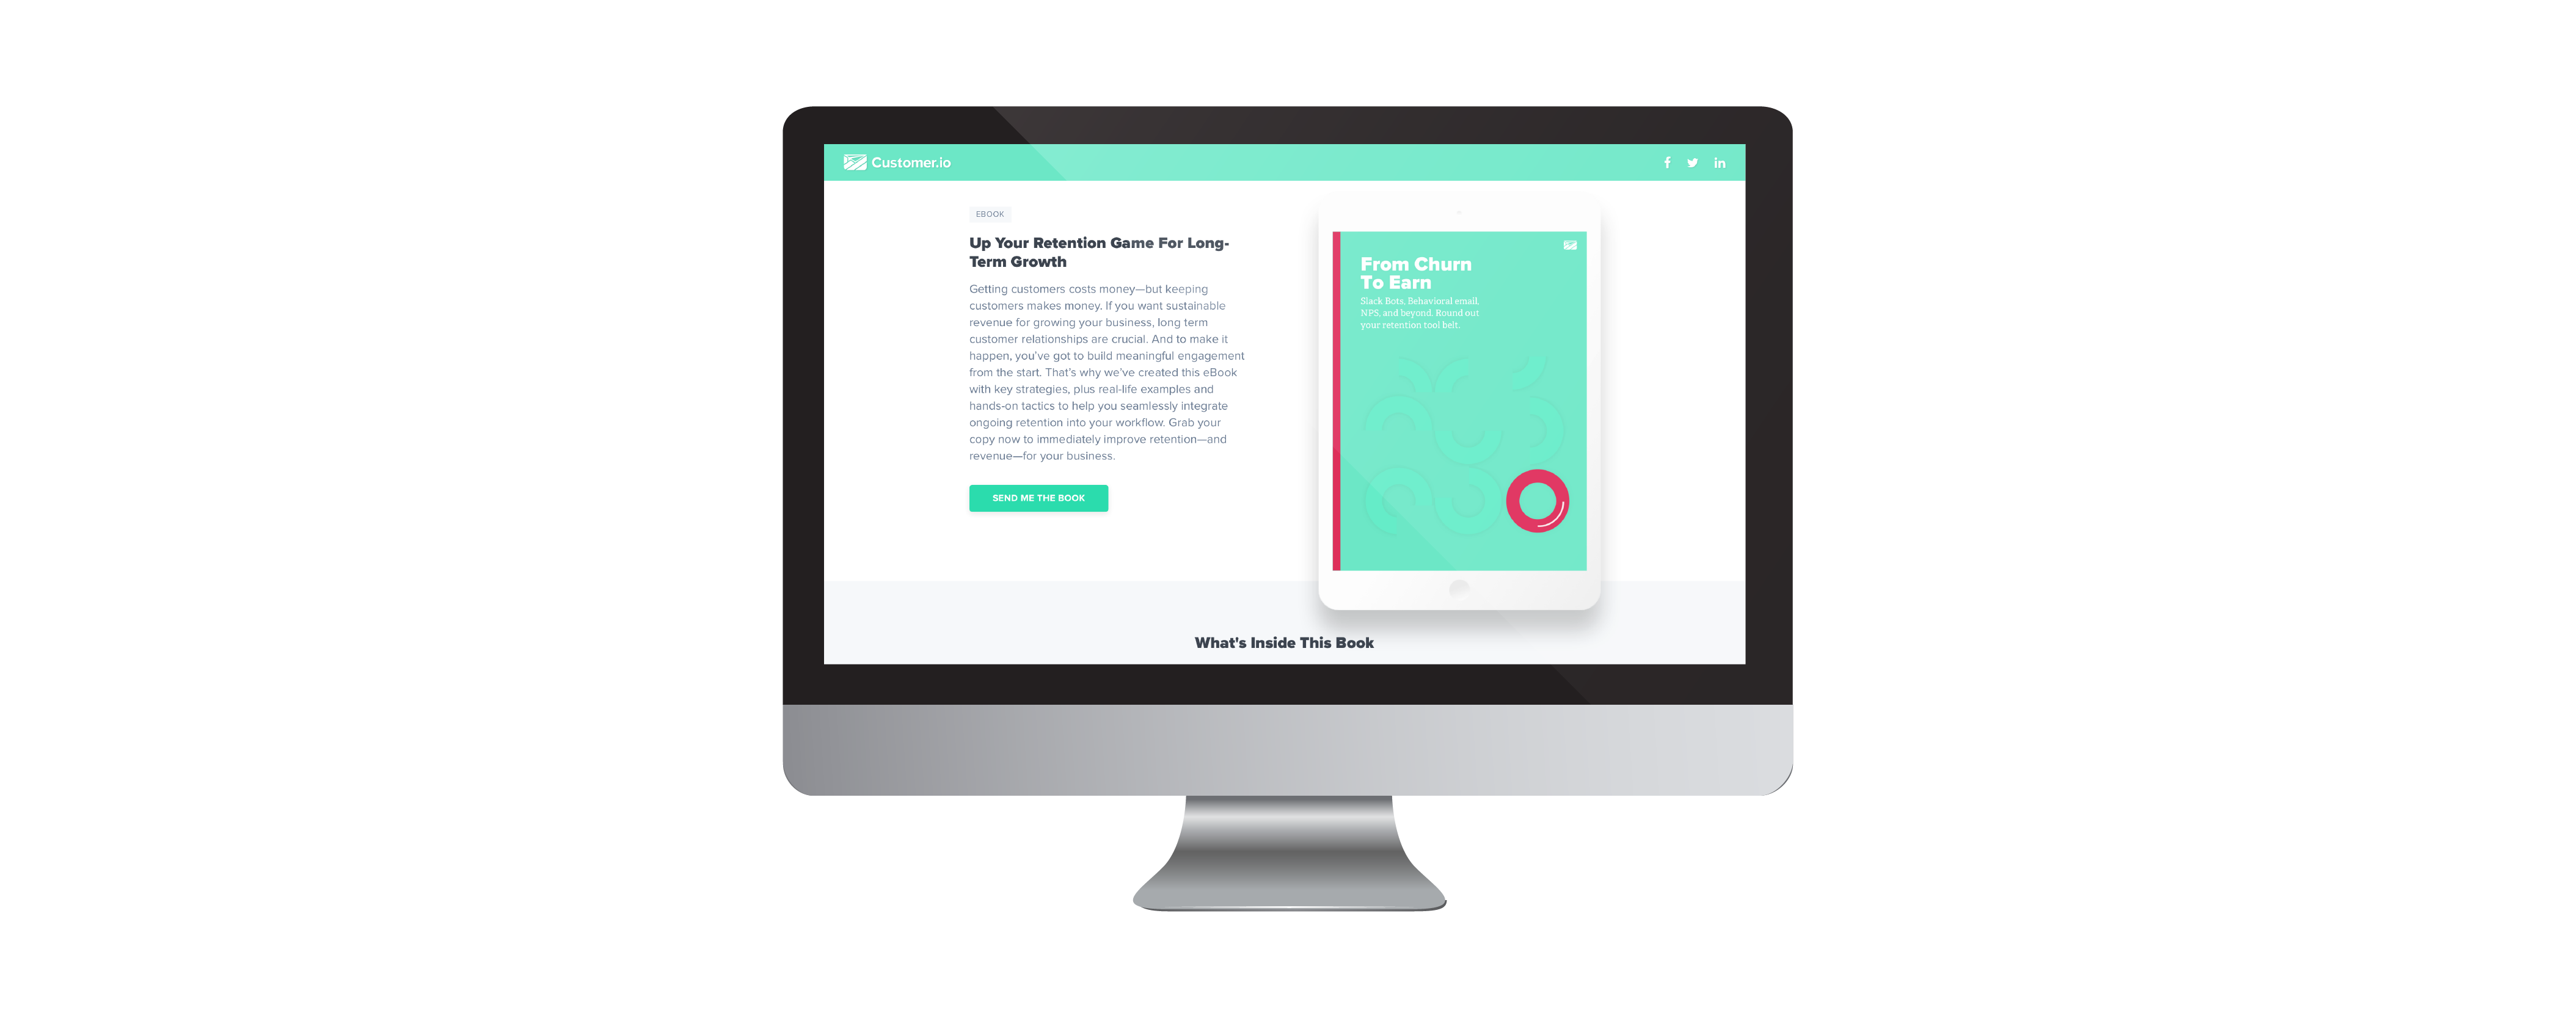 Customer.io
EBOOK
Up Your Retention Game For Long-
Term Growth
Getting customers costs money—but keeping
customers makes money. If you want sustainable
revenue for growing your business, long term
customer relationships are crucial. And to make it
happen, you’ve got to build meaningful engagement
from the start. That’s why we’ve created this eBook
with key strategies, plus real-life examples and
hands-on tactics to help you seamlessly integrate
ongoing retention into your workflow. Grab your
copy now to immediately improve retention—and
revenue—for your business.
SEND ME THE BOOK
From Churn
To Earn
Slack Bots, Behavioral email,
NPS, and beyond. Round out
your retention tool belt.
What's Inside This Book